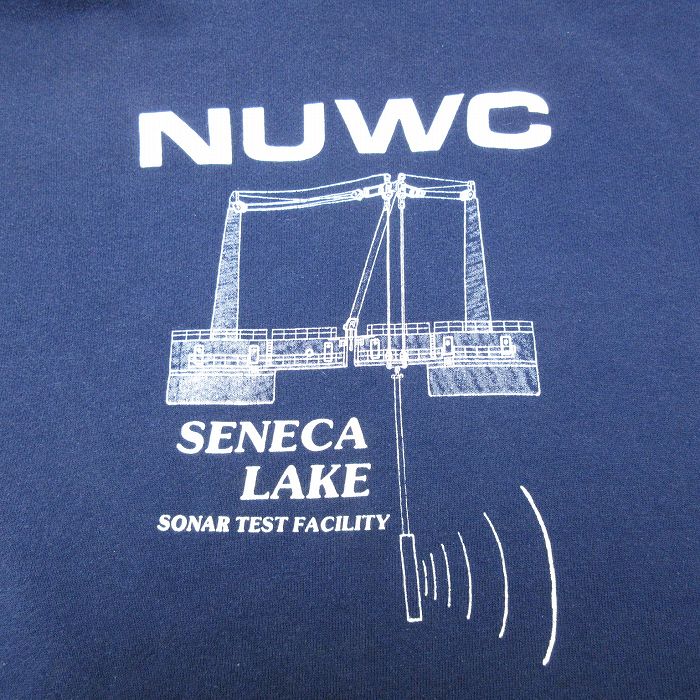 NUWC
SENECA
LAKE
SONAR TEST FACILITY